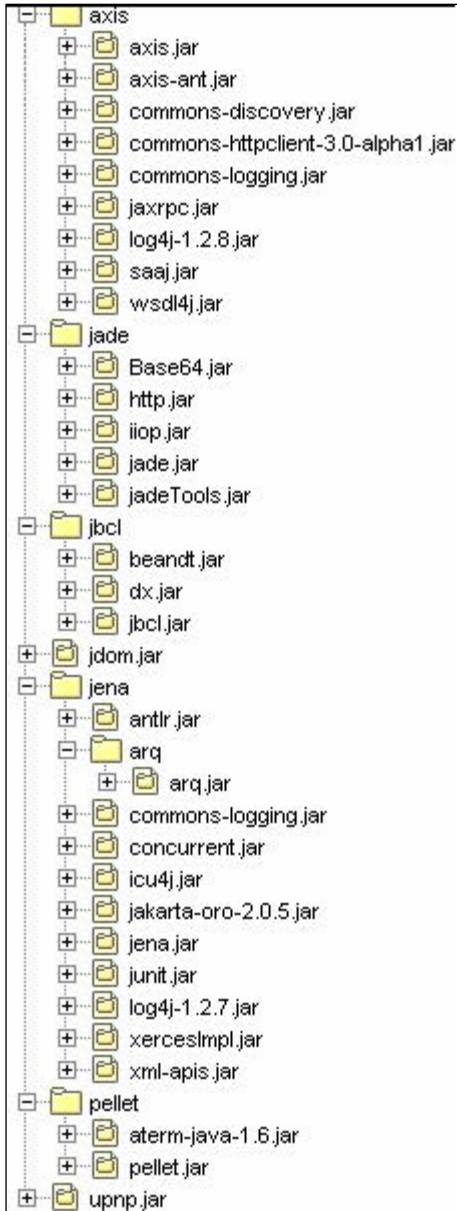 axis
axis.jar
axis-ant.jar
commons-discovery.jar
commons-httpclient-3.0-alpha1.jar
commons-logging.jar
jaxrpc.jar
log4j-1.2.8.jar
saaj.jar
wsdl4j.jar
jade
Base64.jar
http.jar
iiop.jar
jade.jar
jadeTools.jar
jbcl
beandt.jar
dx.jar
jbcl.jar
jdom.jar
jena
antlr.jar
arq
arq.jar
commons-logging.jar
concurrent.jar
icu4j.jar
jakarta-oro-2.0.5.jar
jena.jar
junit.jar
log4j-1.2.7.jar
xercesImpl.jar
xml-apis.jar
pellet
aterm-java-1.6.jar
pellet.jar
upnp.jar